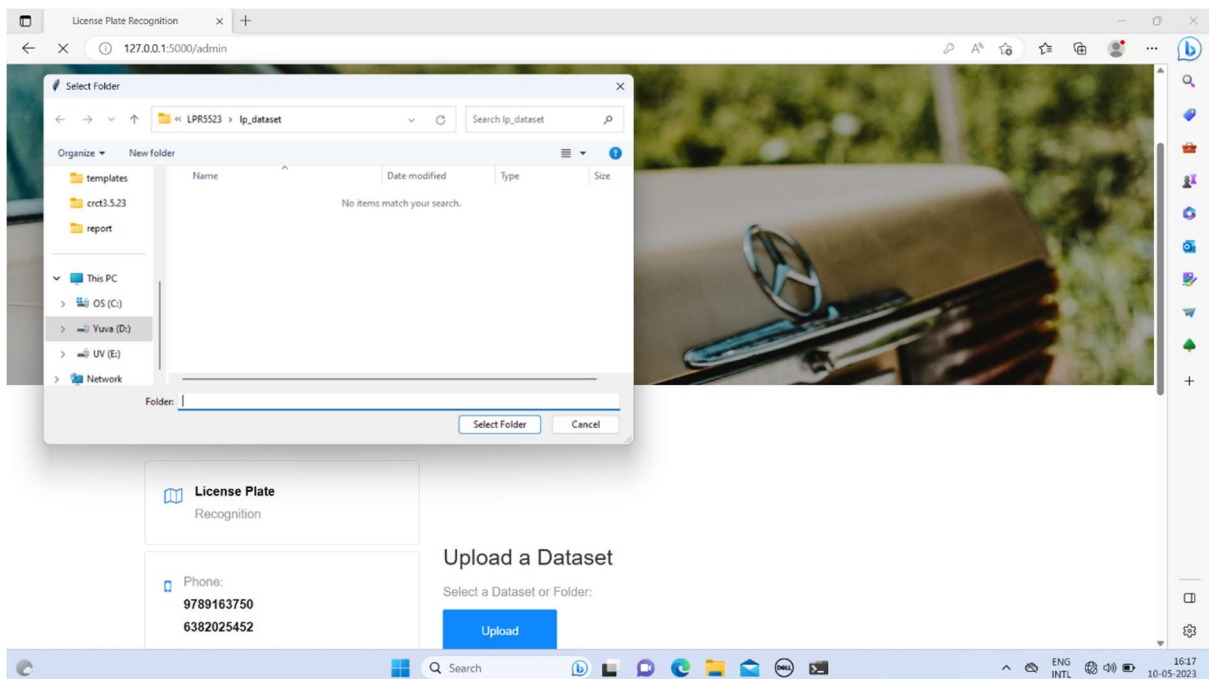 License Plate Recognition
127.0.0.1:5000/admin
Select Folder
« LPR5523 > lp_dataset
Search lp_dataset
Organize
New folder
templates
crct3.5.23
report
This PC
OS (C:)
Yuva (D:)
UV (E:)
Network
Name
Date modified
Type
Size
No items match your search.
Folder:
Select Folder
Cancel
License Plate
Recognition
Phone:
9789163750
6382025452
Upload a Dataset
Select a Dataset or Folder:
Upload
Search
DELL
ENG
INTL
16:17
10-05-2023